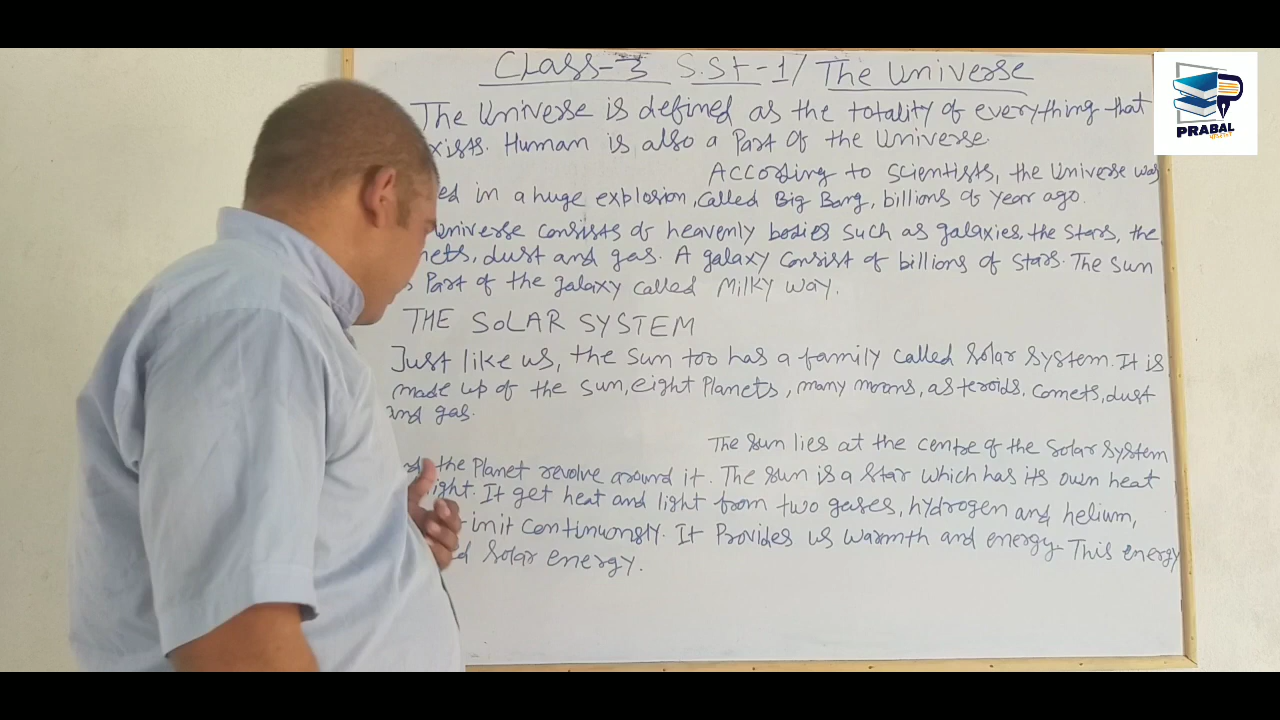 Class-3 S.St-1/ The Universe
The Universe is defined as the totality of everything that
xists. Human is also a Part of the Universe.
According to scientists, the Universe was
ed in a huge explosion, called Big Bang, billions of year ago.
universe consists of heavenly bodies such as galaxies, the stars, the
nets, dust and gas. A galaxy consist of billions of stars. The sun
Part of the galaxy called Milky way.
THE SOLAR SYSTEM
Just like us, the sun too has a family called Solar System. It is
made up of the sun, eight Planets, many moons, asteroids, comets, dust
and gas.
The sun lies at the centre of the Solar System
the Planet revolve around it. The sun is a star which has its own heat
light. It get heat and light from two gases, hydrogen and helium,
init continuously. It Provides us warmth and energy This energy
ed Solar energy.
PRABAL